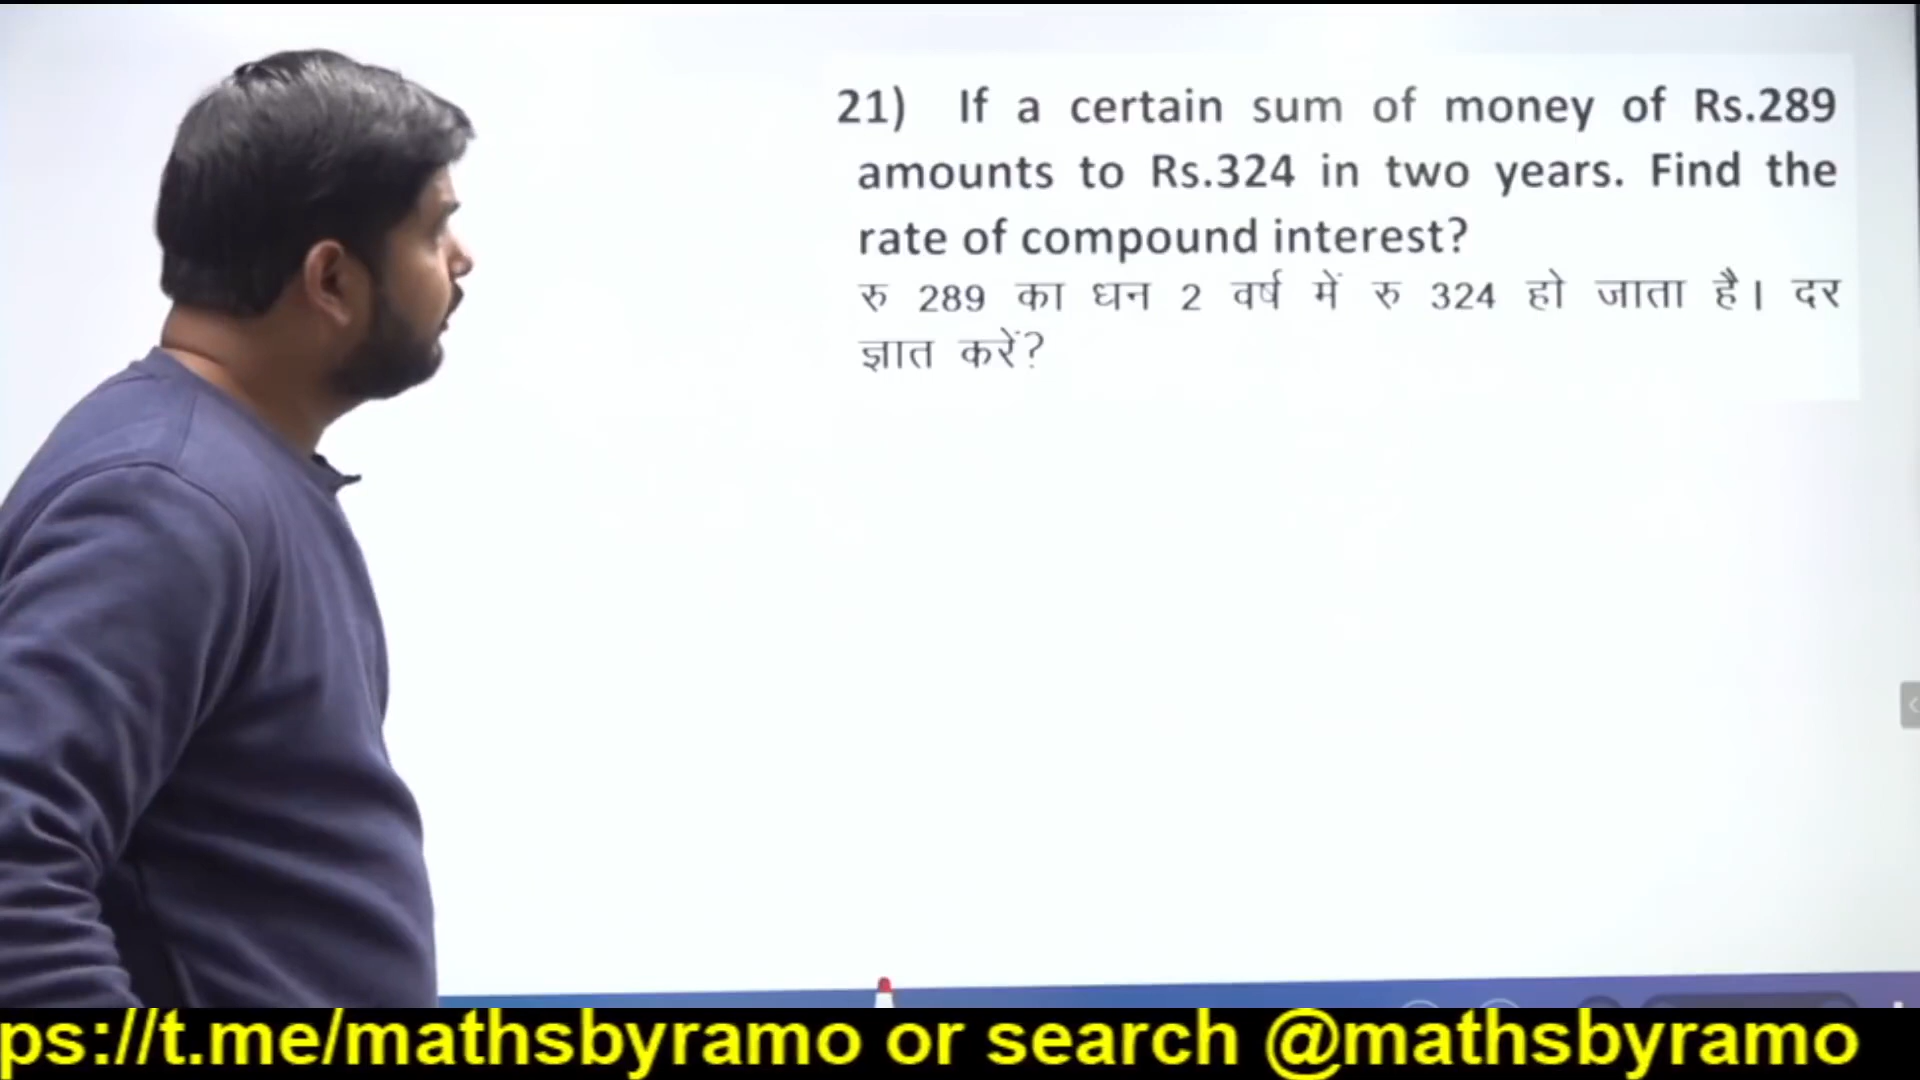 21) If a certain sum of money of Rs.289
amounts to Rs.324 in two years. Find the
rate of compound interest?
रु 289 का धन 2 वर्ष में रु 324 हो जाता है। दर
ज्ञात करें?
ps://t.me/mathsbyramo or search @mathsbyramo